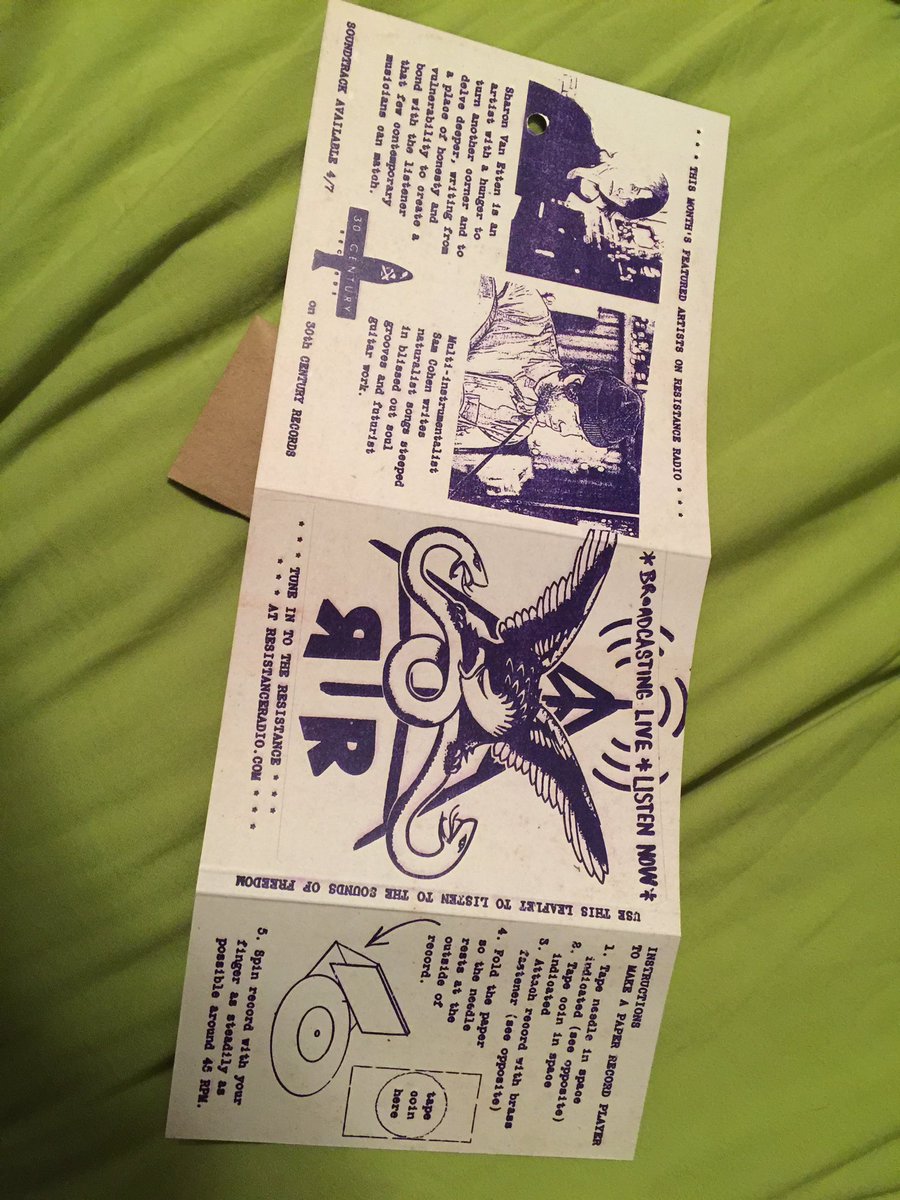 * * * THIS MONTH'S FEATURED ARTISTS ON RESISTANCE RADIO * * *
Sharon Van Etten is an
artist with a hunger to
turn another corner and to
delve deeper, writing from
a place of honesty and
vulnerability to create a
bond with the listener
that few contemporary
musicians can match.
Multi-instrumentalist
Sam Cohen writes
naturalist songs steeped
in blissed out soul
grooves and futurist
guitar work.
SOUNDTRACK AVAILABLE 4/7
30 CENTURY
RECORDS
on 30th CENTURY RECORDS
* BROADCASTING LIVE * LISTEN NOW *
RIR
* * * * TUNE IN TO THE RESISTANCE * * *
* * * AT RESISTANCERADIO.COM * * * *
USE THIS LEAFLET TO LISTEN TO THE SOUNDS OF FREEDOM
INSTRUCTIONS
TO MAKE A PAPER RECORD PLAYER
1. Tape needle in space
indicated (see opposite)
2. Tape coin in space
indicated
3. Attach record with brass
fastener (see opposite)
4. Fold the paper
so the needle
rests at the
outside of
record.
tape
coin
here
5. Spin record with your
finger as steadily as
possible around 45 RPM.